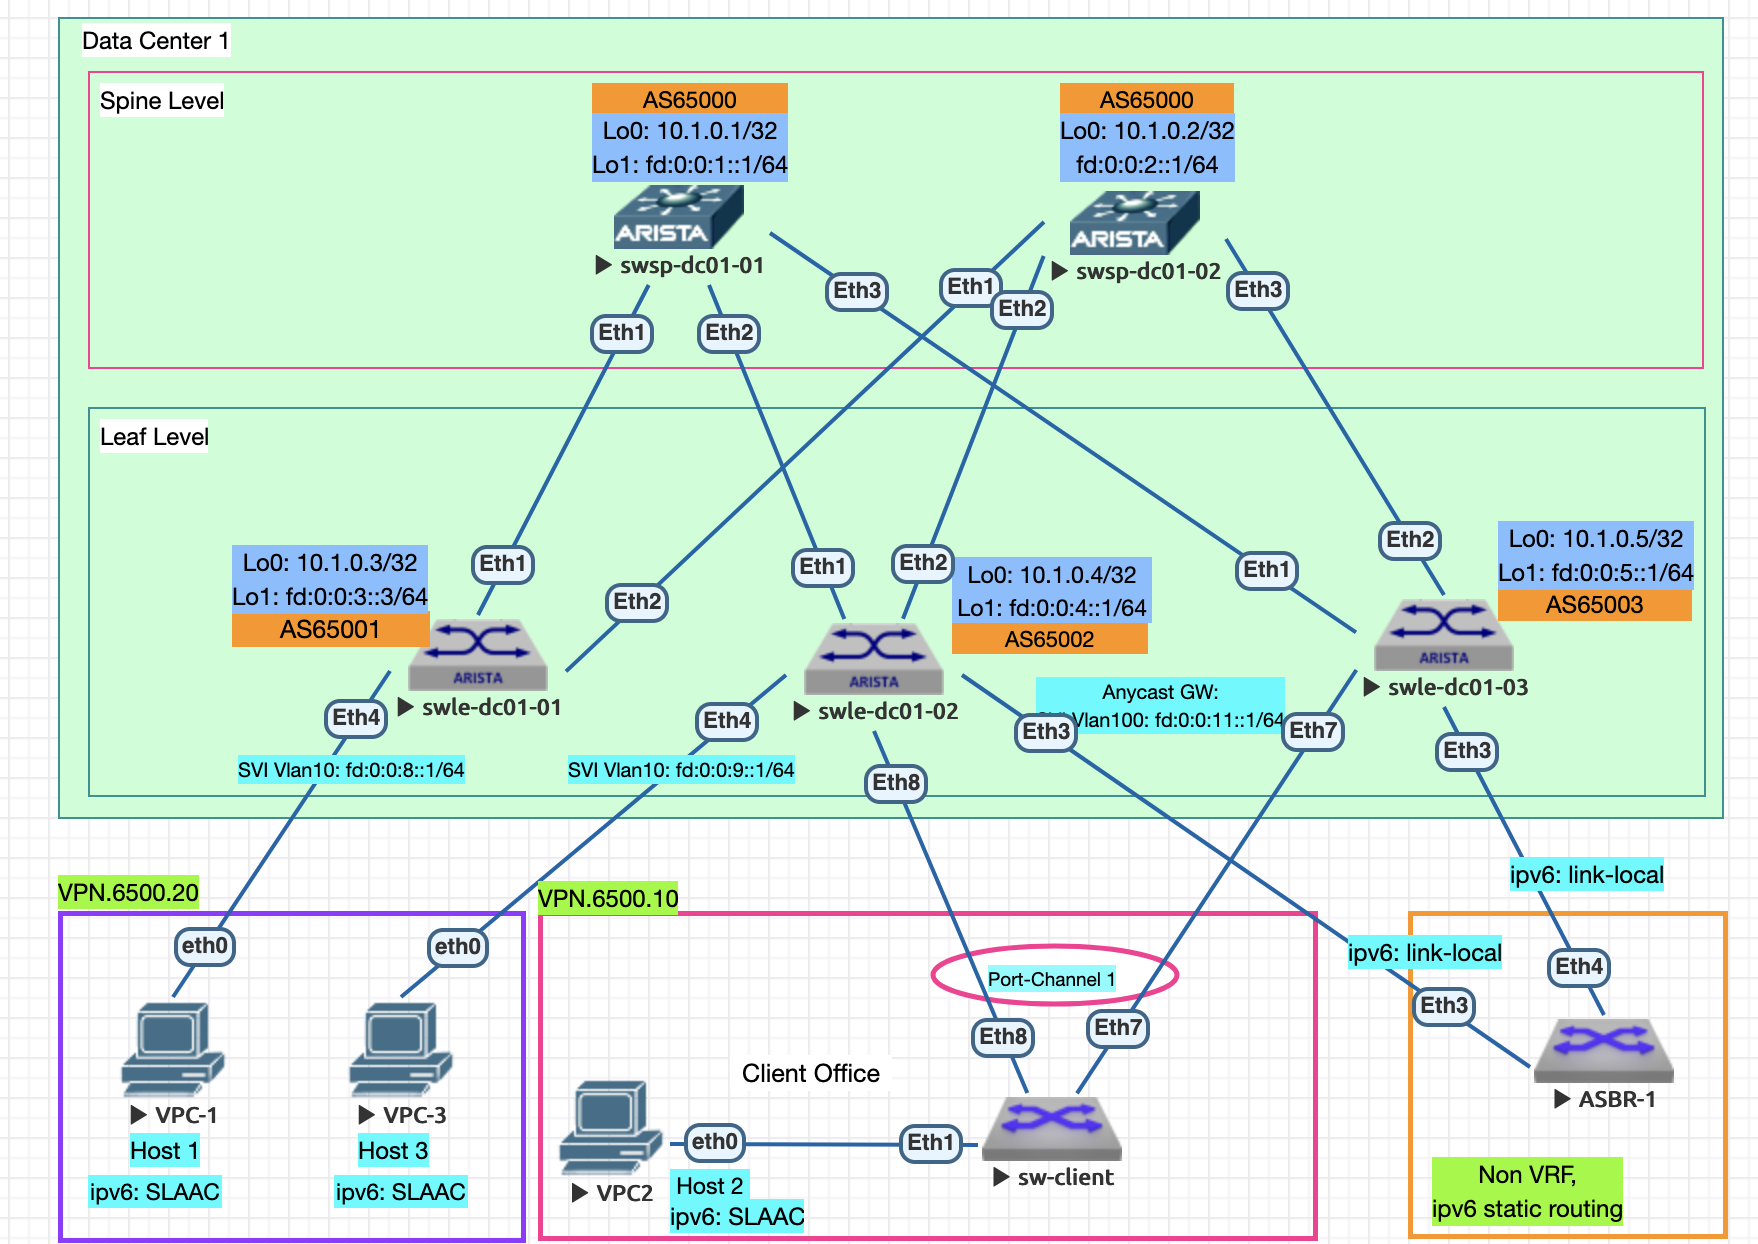 Data Center 1
Spine Level
AS65000
Lo0: 10.1.0.1/32
Lo1: fd:0:0:1::1/64
ARISTA
swsp-dc01-01
AS65000
Lo0: 10.1.0.2/32
fd:0:0:2::1/64
ARISTA
swsp-dc01-02
Eth3
Eth1
Eth2
Eth3
Eth1
Eth2
Leaf Level
Lo0: 10.1.0.3/32
Lo1: fd:0:0:3::3/64
AS65001
Eth1
Eth2
ARISTA
swle-dc01-01
Eth4
SVI Vlan10: fd:0:0:8::1/64
Eth1
Eth2
Lo0: 10.1.0.4/32
Lo1: fd:0:0:4::1/64
AS65002
ARISTA
swle-dc01-02
Eth4
SVI Vlan10: fd:0:0:9::1/64
Eth8
Eth3
Anycast GW:
Vlan100: fd:0:0:11::1/64
Eth7
Eth1
Eth2
Lo0: 10.1.0.5/32
Lo1: fd:0:0:5::1/64
AS65003
ARISTA
swle-dc01-03
Eth3
ipv6: link-local
VPN.6500.20
eth0
eth0
VPC-1
Host 1
ipv6: SLAAC
VPC-3
Host 3
ipv6: SLAAC
VPN.6500.10
Port-Channel 1
Eth8
Eth7
Client Office
eth0
Eth1
VPC2
Host 2
ipv6: SLAAC
sw-client
ipv6: link-local
Eth4
Eth3
ASBR-1
Non VRF,
ipv6 static routing